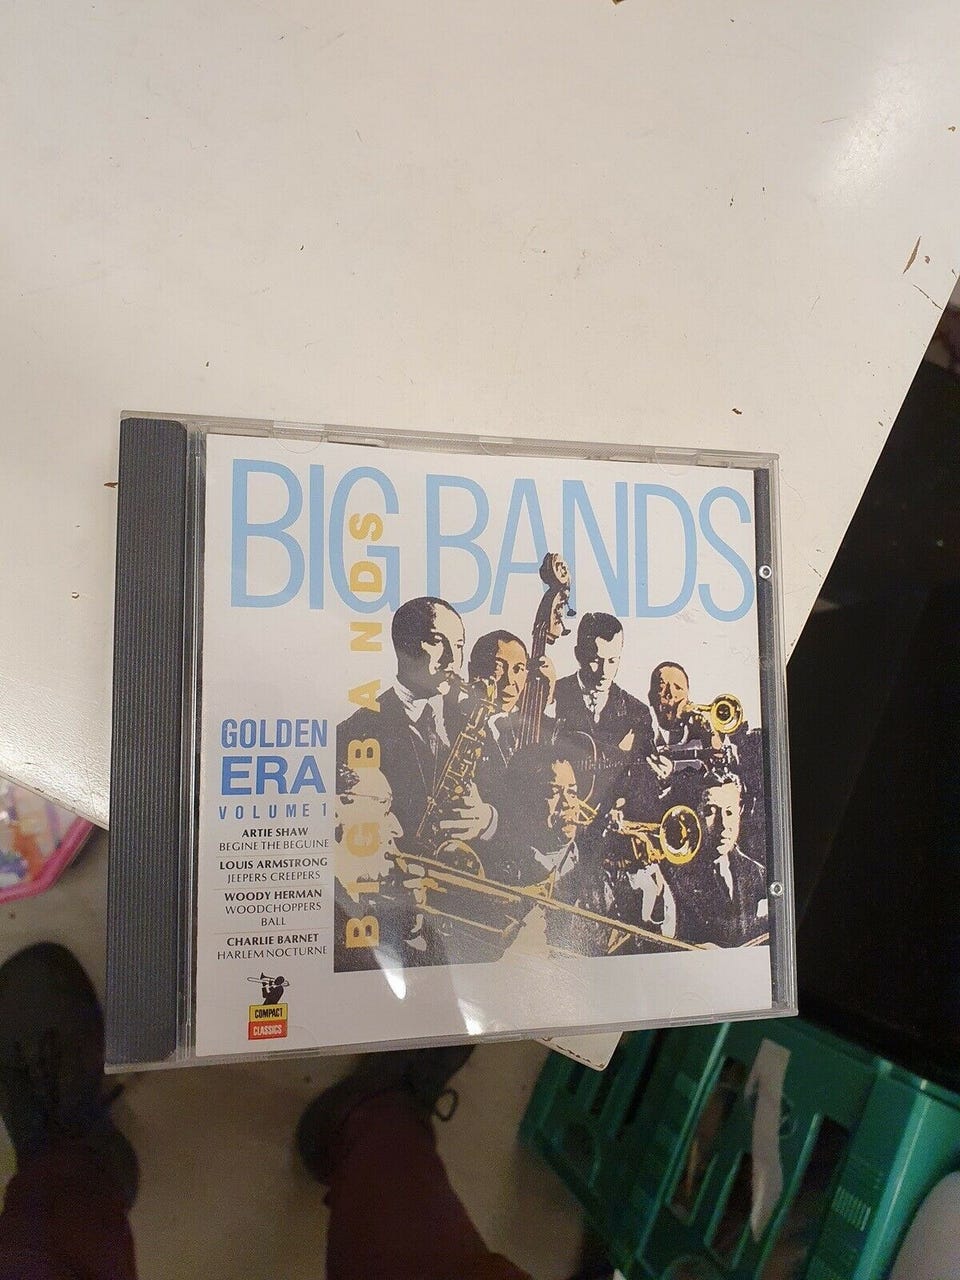 BIG BANDS
BIG BANDS
GOLDEN
ERA
VOLUME 1
ARTIE SHAW
BEGINE THE BEGUINE
LOUIS ARMSTRONG
JEEPERS CREEPERS
WOODY HERMAN
WOODCHOPPERS
BALL
CHARLIE BARNET
HARLEM NOCTURNE
COMPACT
CLASSICS